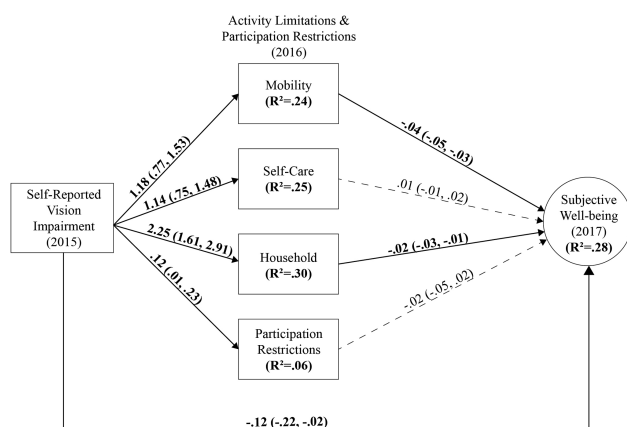 Activity Limitations &
Participation Restrictions
(2016)
Mobility
(R²=.24)
1.18 (.77, 1.53)
-.04 (-.05, -.03)
Self-Care
(R²=.25)
1.14 (.75, 1.48)
.01 (-.01, .02)
Self-Reported
Vision
Impairment
(2015)
Subjective
Well-being
(2017)
(R²=.28)
2.25 (1.61, 2.91)
Household
(R²=.30)
-.02 (-.03, -.01)
.12 (.01, .23)
Participation
Restrictions
(R²=.06)
-.02 (-.05, .02)
-.12 (-.22, -.02)